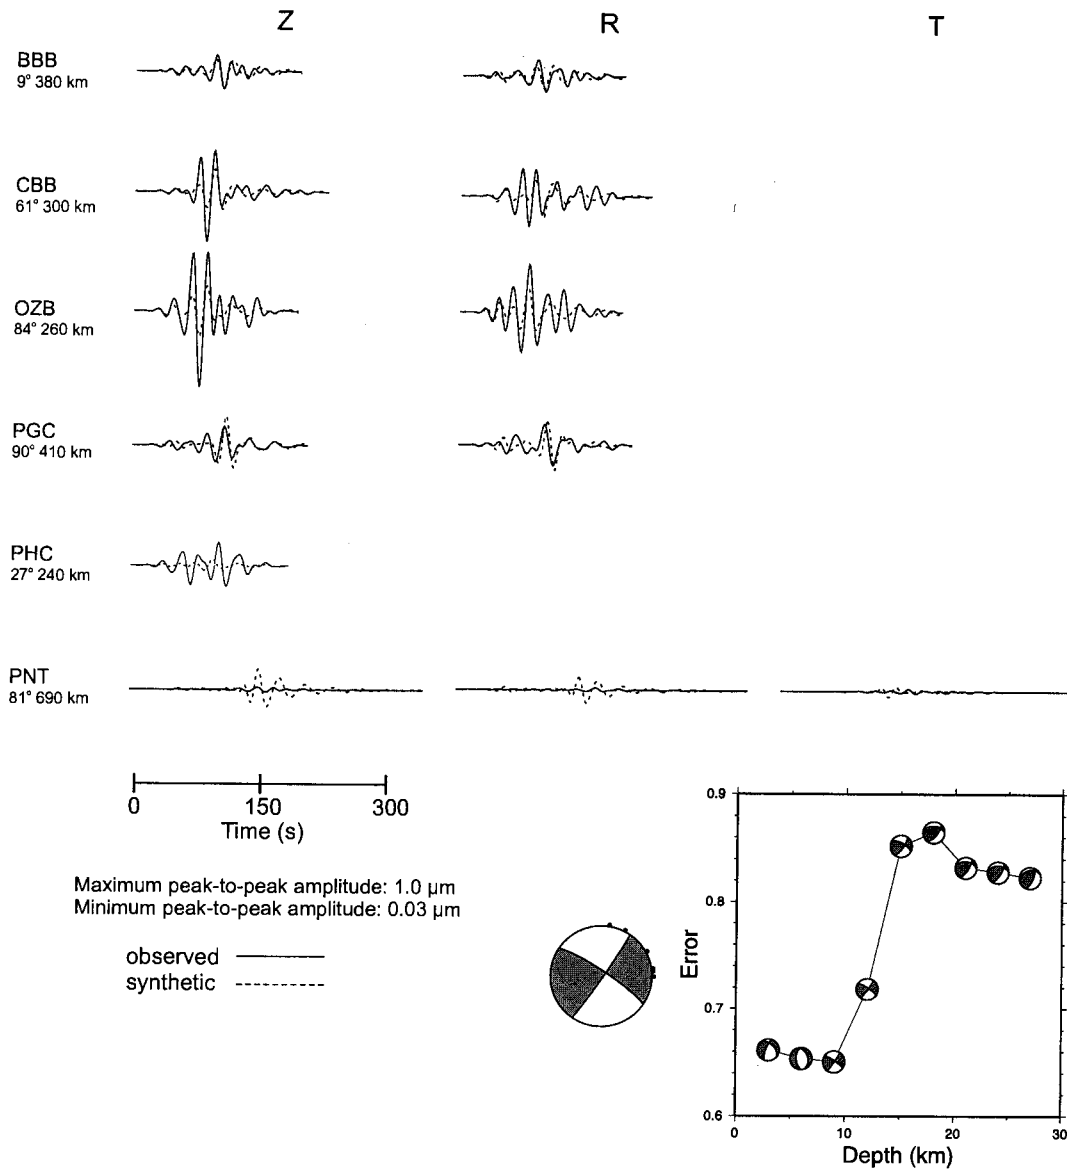 Z R T
BBB
9° 380 km
CBB
61° 300 km
OZB
84° 260 km
PGC
90° 410 km
PHC
27° 240 km
PNT
81° 690 km
0 150 300
Time (s)
Maximum peak-to-peak amplitude: 1.0 µm
Minimum peak-to-peak amplitude: 0.03 µm
observed
synthetic
0.9
0.8
0.7
0.6
Error
0 10 20 30
Depth (km)